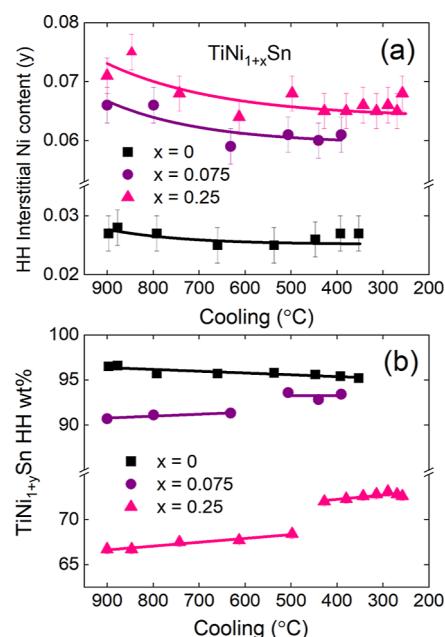 0.08
(a)
TiNi1+xSn
0.07
0.06
x = 0
x = 0.075
x = 0.25
0.03
0.02
HH Interstitial Ni content (y)
900 800 700 600 500 400 300 200
Cooling (°C)
100
(b)
95
90
x = 0
x = 0.075
x = 0.25
70
65
TiNi1+ySn HH wt%
900 800 700 600 500 400 300 200
Cooling (°C)